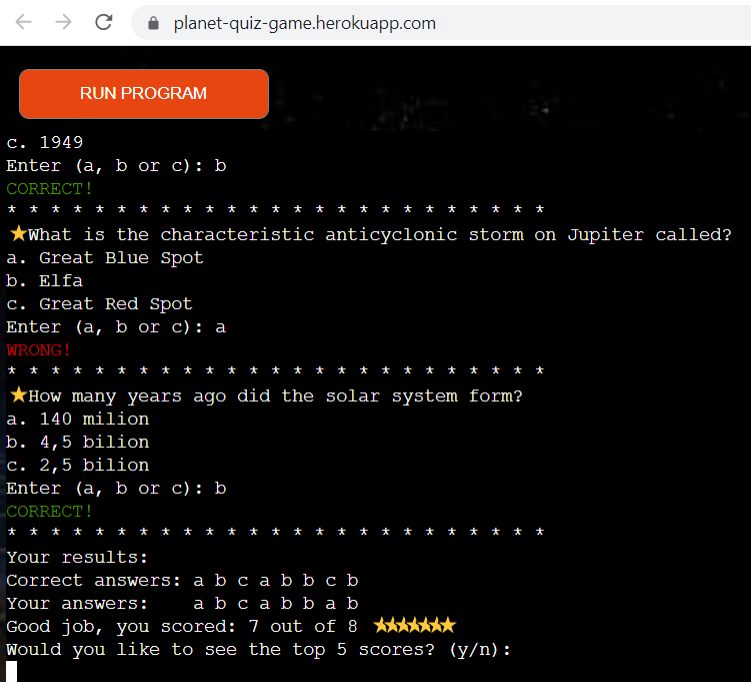 planet-quiz-game.herokuapp.com
RUN PROGRAM
c. 1949
Enter (a, b or c): b
CORRECT!
* * * * * * * * * * * * * * * * * * * * * * * * *
⭐What is the characteristic anticyclonic storm on Jupiter called?
a. Great Blue Spot
b. Elfa
c. Great Red Spot
Enter (a, b or c): a
WRONG!
* * * * * * * * * * * * * * * * * * * * * * * * *
⭐How many years ago did the solar system form?
a. 140 milion
b. 4,5 bilion
c. 2,5 bilion
Enter (a, b or c): b
CORRECT!
* * * * * * * * * * * * * * * * * * * * * * * * *
Your results:
Correct answers: a b c a b b c b
Your answers:    a b c a b b a b
Good job, you scored: 7 out of 8 ⭐⭐⭐⭐⭐⭐⭐
Would you like to see the top 5 scores? (y/n):